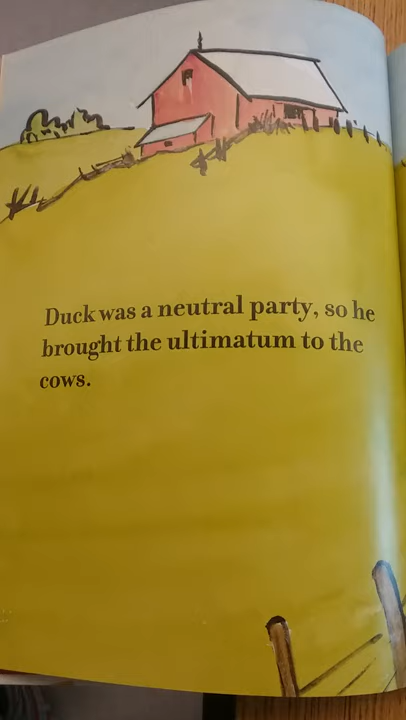 Duck was a neutral party, so he
brought the ultimatum to the
cows.